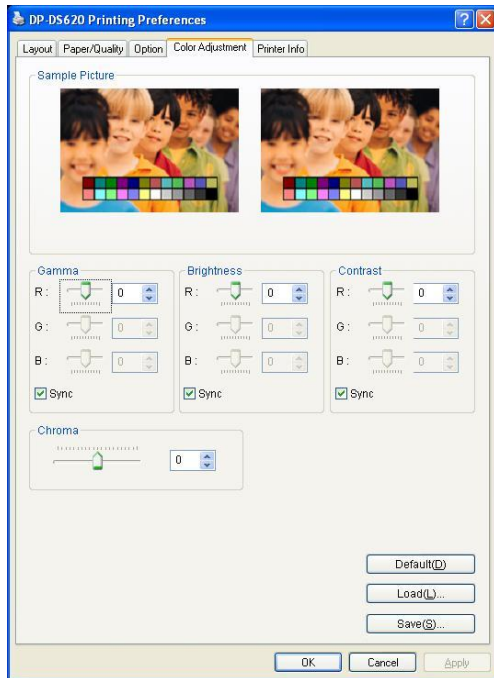 DP-DS620 Printing Preferences
Layout Paper/Quality Option Color Adjustment Printer Info
Sample Picture
Gamma Brightness Contrast
R : 0 R : 0 R : 0
G : 0 G : 0 G : 0
B : 0 B : 0 B : 0
Sync Sync Sync
Chroma
0
Default(D)
Load(L)...
Save(S)...
OK Cancel Apply